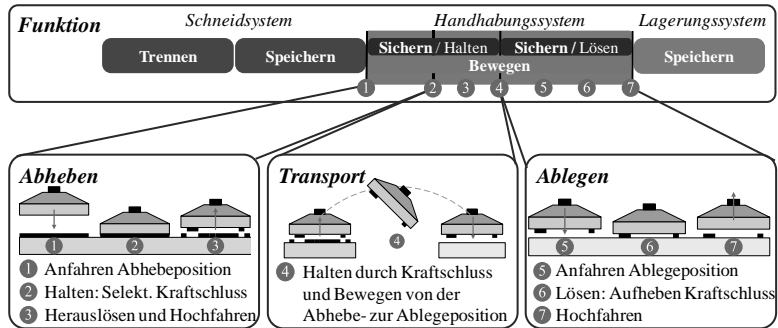 Schneidsystem Handhabungssystem Lagerungssystem
Funktion
Trennen Speichern Sichern / Halten Sichern / Lösen Speichern
Bewegen
1 2 3 4 5 6 7
Abheben
1 2 3
1 Anfahren Abhebeposition
2 Halten: Selekt. Kraftschluss
3 Herauslösen und Hochfahren
Transport
4
4 Halten durch Kraftschluss
und Bewegen von der
Abhebe- zur Ablegeposition
Ablegen
5 6 7
5 Anfahren Ablegeposition
6 Lösen: Aufheben Kraftschluss
7 Hochfahren